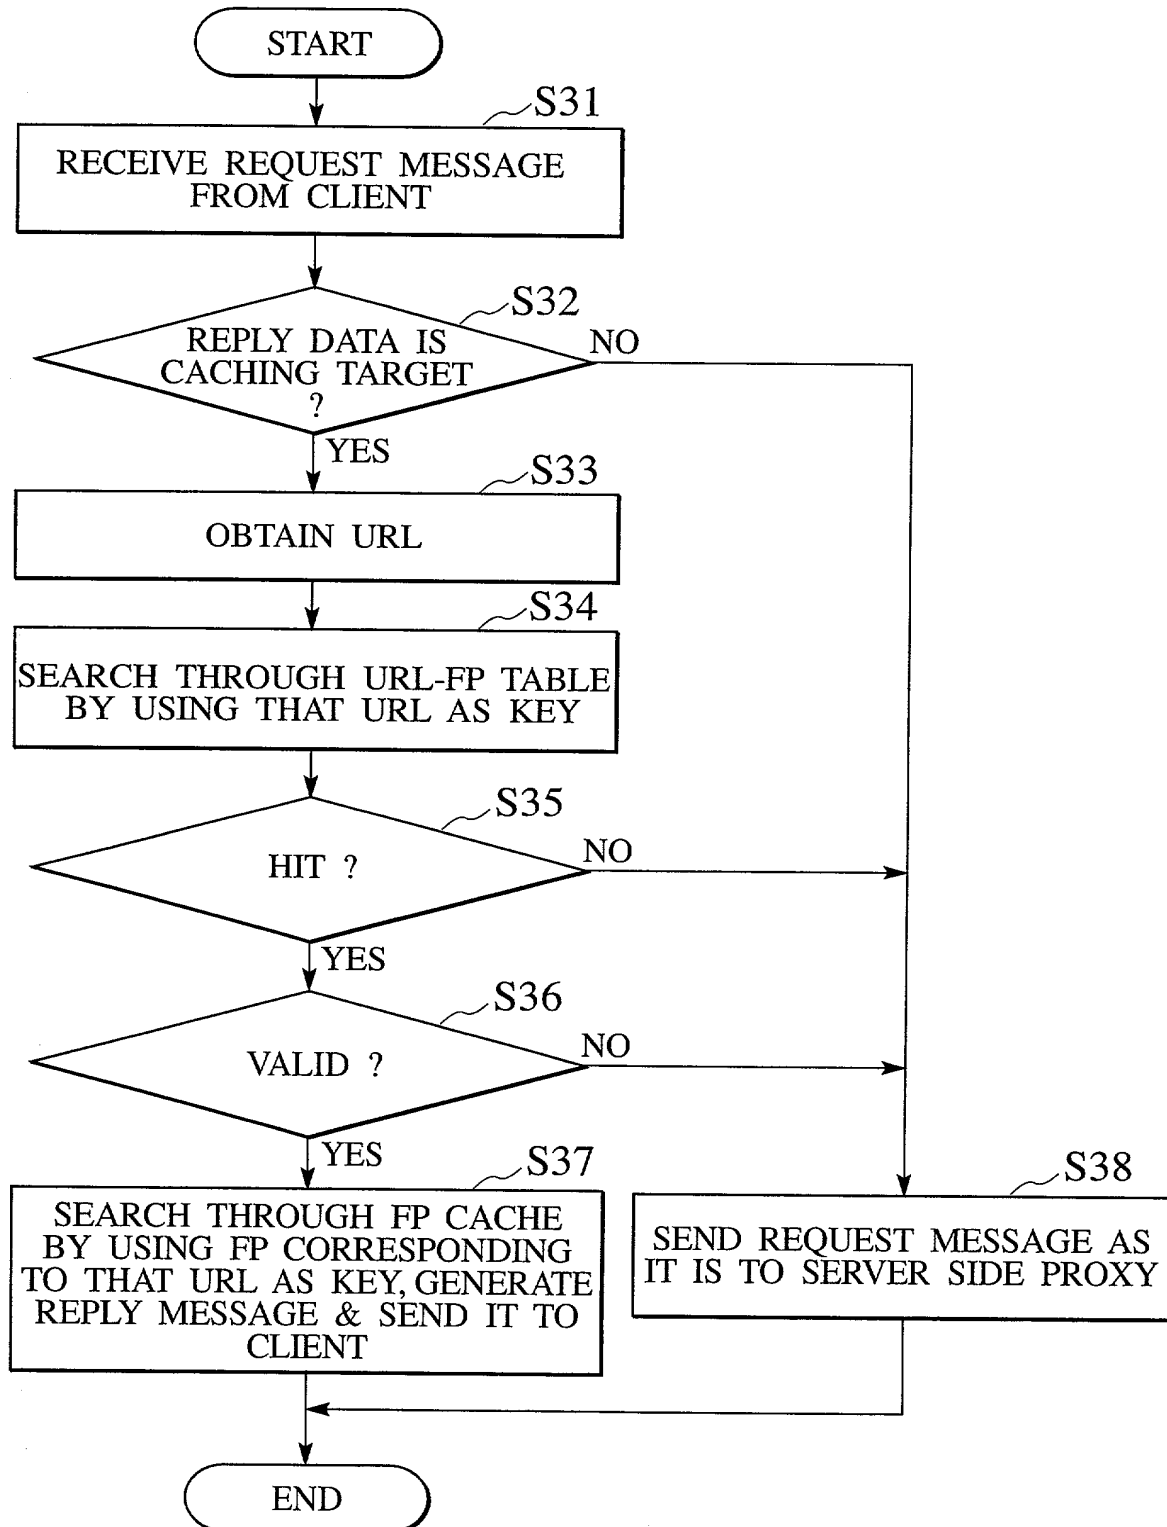 START
S31
RECEIVE REQUEST MESSAGE
FROM CLIENT
S32
REPLY DATA IS
CACHING TARGET
?
NO
YES
S33
OBTAIN URL
S34
SEARCH THROUGH URL-FP TABLE
BY USING THAT URL AS KEY
S35
HIT ?
NO
YES
S36
VALID ?
NO
YES
S37
SEARCH THROUGH FP CACHE
BY USING FP CORRESPONDING
TO THAT URL AS KEY, GENERATE
REPLY MESSAGE & SEND IT TO
CLIENT
S38
SEND REQUEST MESSAGE AS
IT IS TO SERVER SIDE PROXY
END